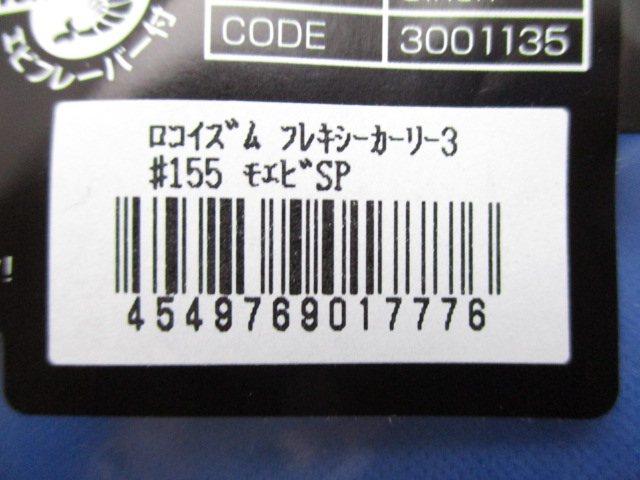 エビフレーバー付
CODE 3001135
ﾛｺｲｽﾞﾑ ﾌﾚｷｼｰｶｰﾘｰ3
#155 ﾓｴﾋﾞSP
4549769017776